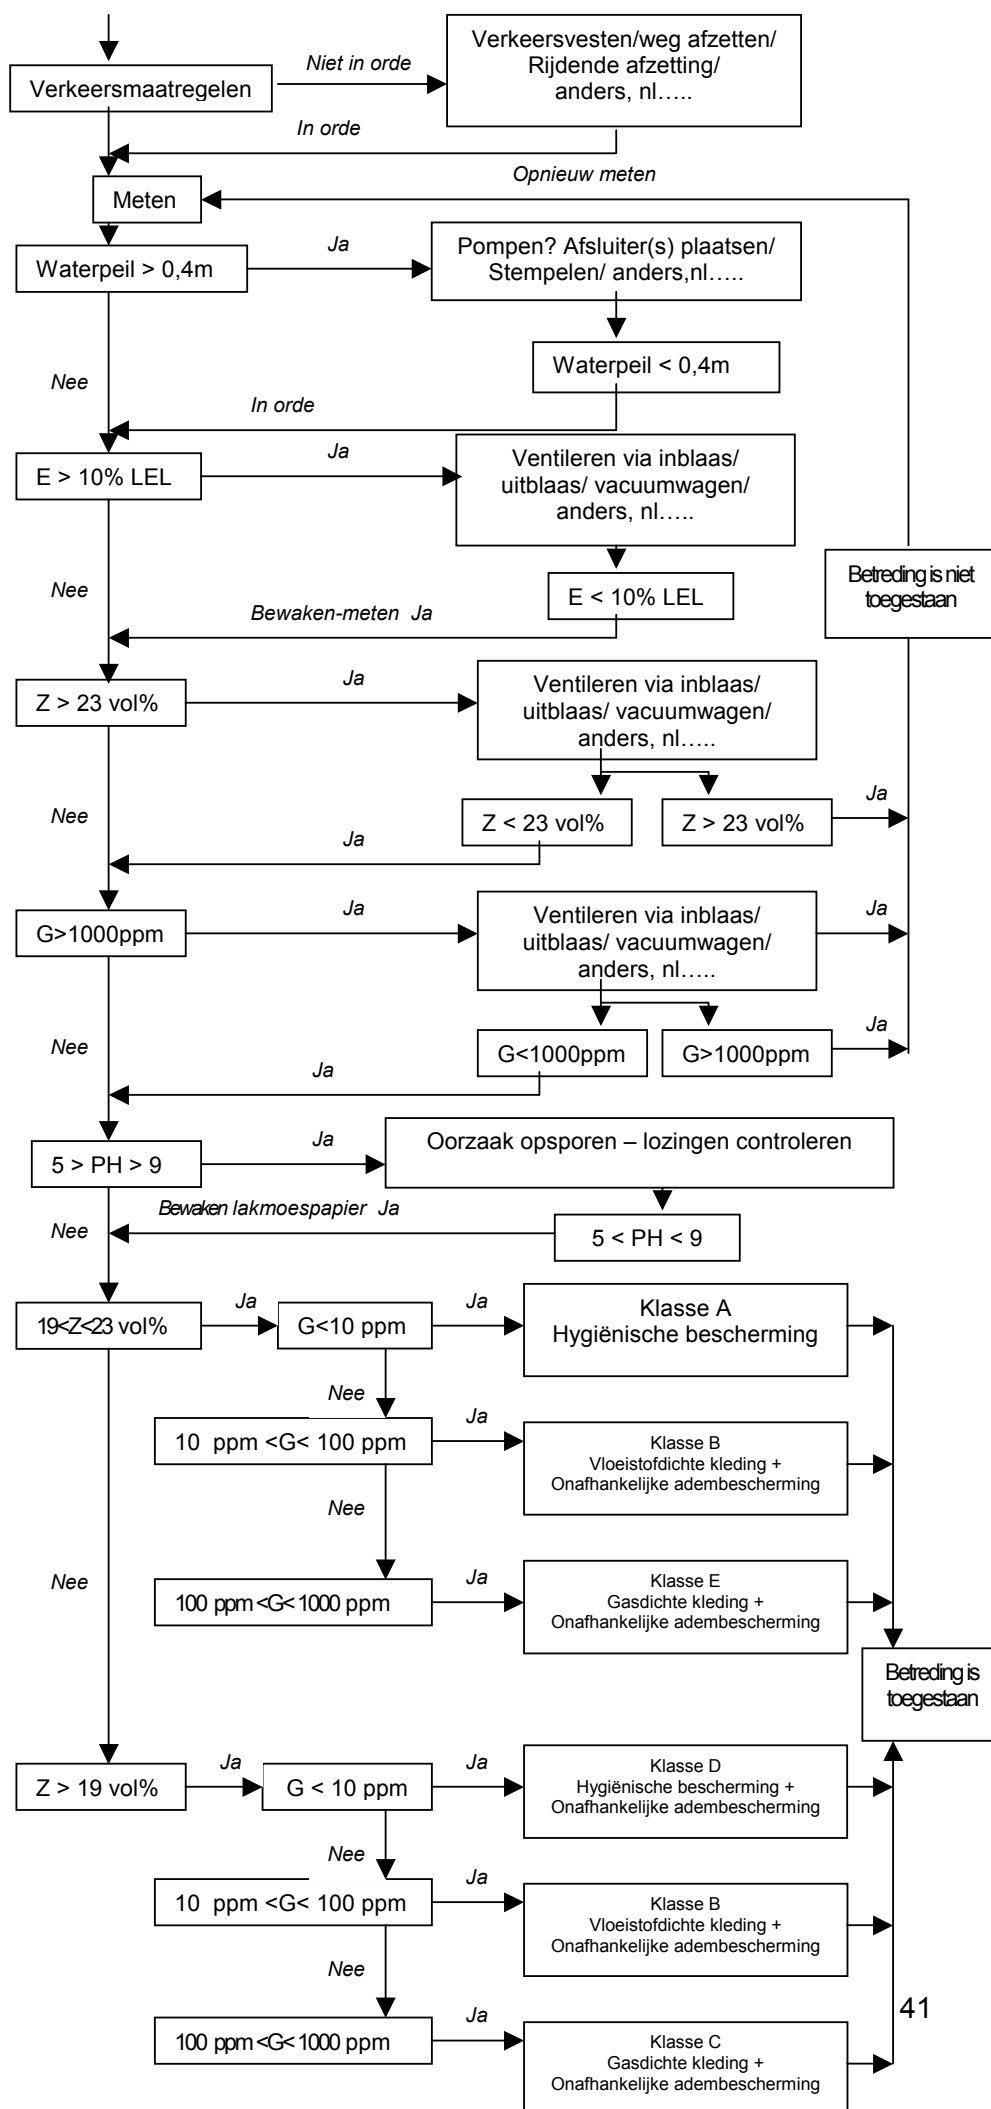 Verkeersvesten/weg afzetten/
Rijdende afzetting/
anders, nl…..
Niet in orde
Verkeersmaatregelen
In orde
Opnieuw meten
Meten
Ja
Pompen? Afsluiter(s) plaatsen/
Stempelen/ anders,nl…..
Waterpeil > 0,4m
Waterpeil < 0,4m
Nee
In orde
Ja
Ventileren via inblaas/
uitblaas/ vacuumwagen/
anders, nl…..
E > 10% LEL
Betreding is niet
toegestaan
Nee
E < 10% LEL
Bewaken-meten Ja
Ja
Ventileren via inblaas/
uitblaas/ vacuumwagen/
anders, nl…..
Z > 23 vol%
Nee
Z < 23 vol%
Z > 23 vol%
Ja
Ja
Ja
Ventileren via inblaas/
uitblaas/ vacuumwagen/
anders, nl…..
Ja
G>1000ppm
Nee
G<1000ppm
G>1000ppm
Ja
Ja
Ja
Oorzaak opsporen – lozingen controleren
5 > PH > 9
Bewaken lakmoespapier Ja
Nee
5 < PH < 9
19<Z<23 vol%
Ja
G<10 ppm
Ja
Klasse A
Hygiënische bescherming
Nee
10 ppm <G< 100 ppm
Ja
Klasse B
Vloeistofdichte kleding +
Onafhankelijke adembescherming
Nee
Nee
100 ppm <G< 1000 ppm
Ja
Klasse E
Gasdichte kleding +
Onafhankelijke adembescherming
Betreding is
toegestaan
Z > 19 vol%
Ja
G < 10 ppm
Ja
Klasse D
Hygiënische bescherming +
Onafhankelijke adembescherming
Nee
10 ppm <G< 100 ppm
Ja
Klasse B
Vloeistofdichte kleding +
Onafhankelijke adembescherming
Nee
100 ppm <G< 1000 ppm
Ja
Klasse C
Gasdichte kleding +
Onafhankelijke adembescherming
41